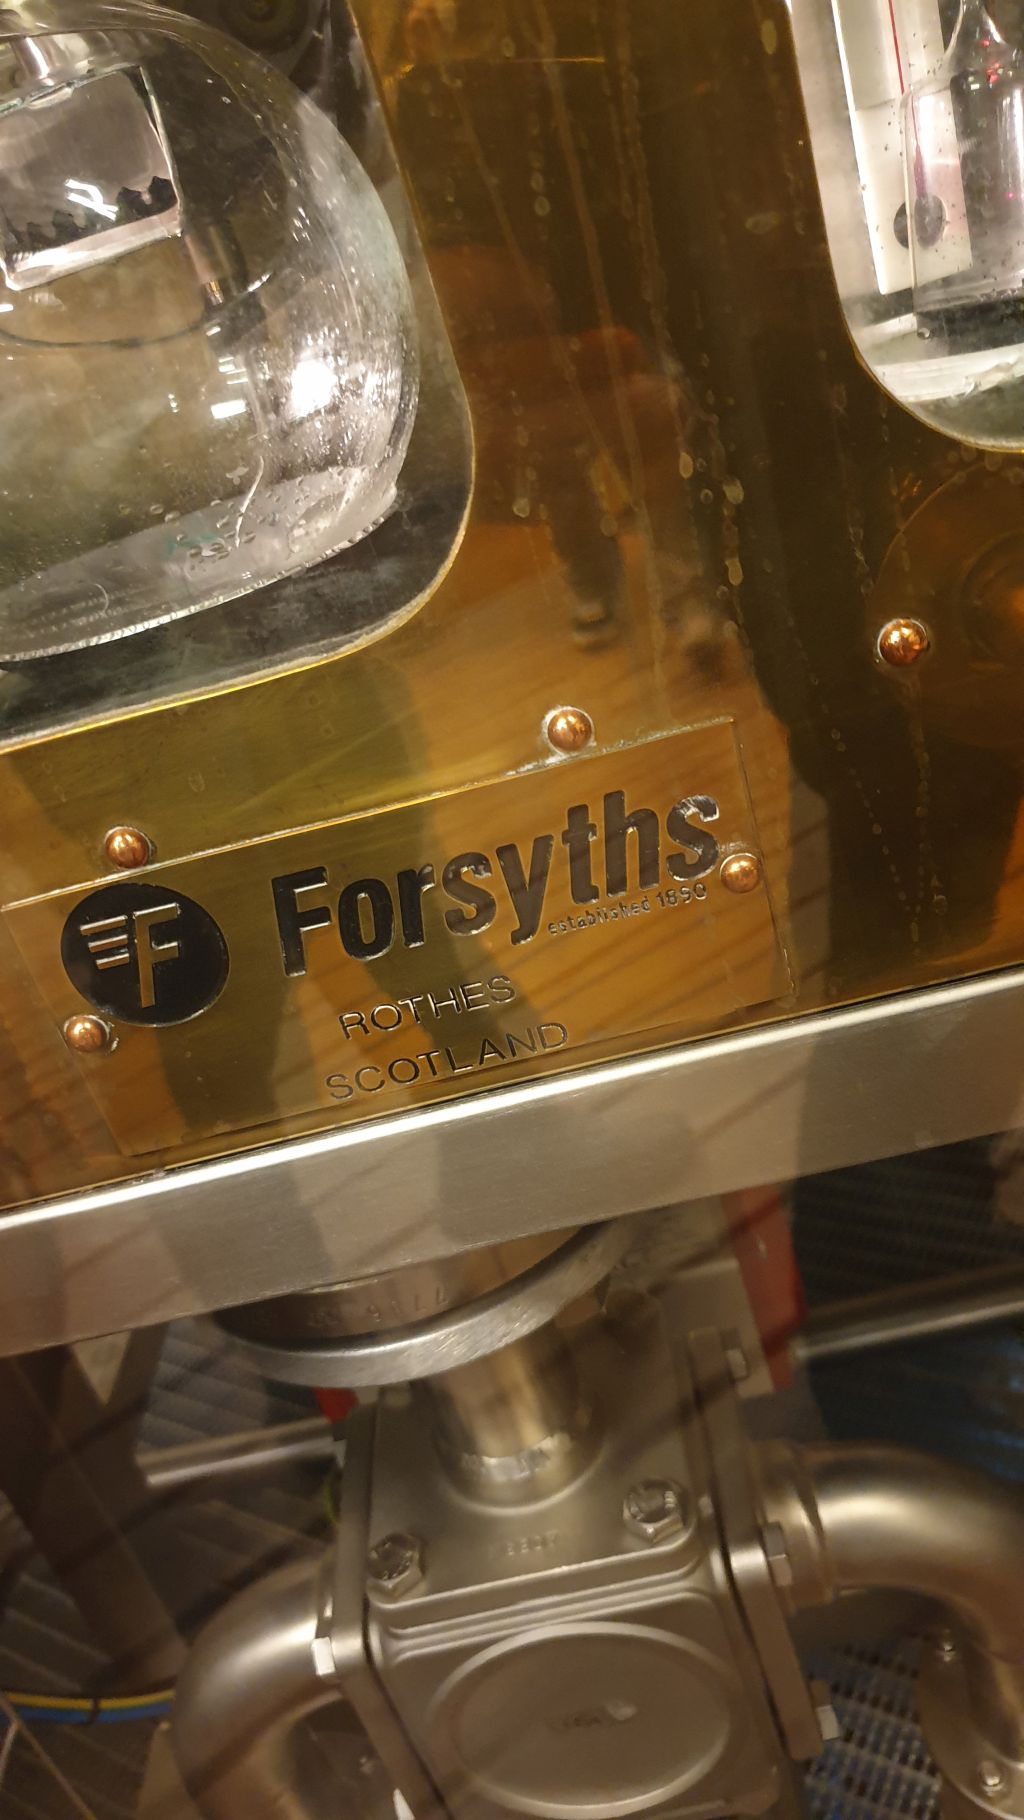 F
Forsyths
established 1890
ROTHES
SCOTLAND